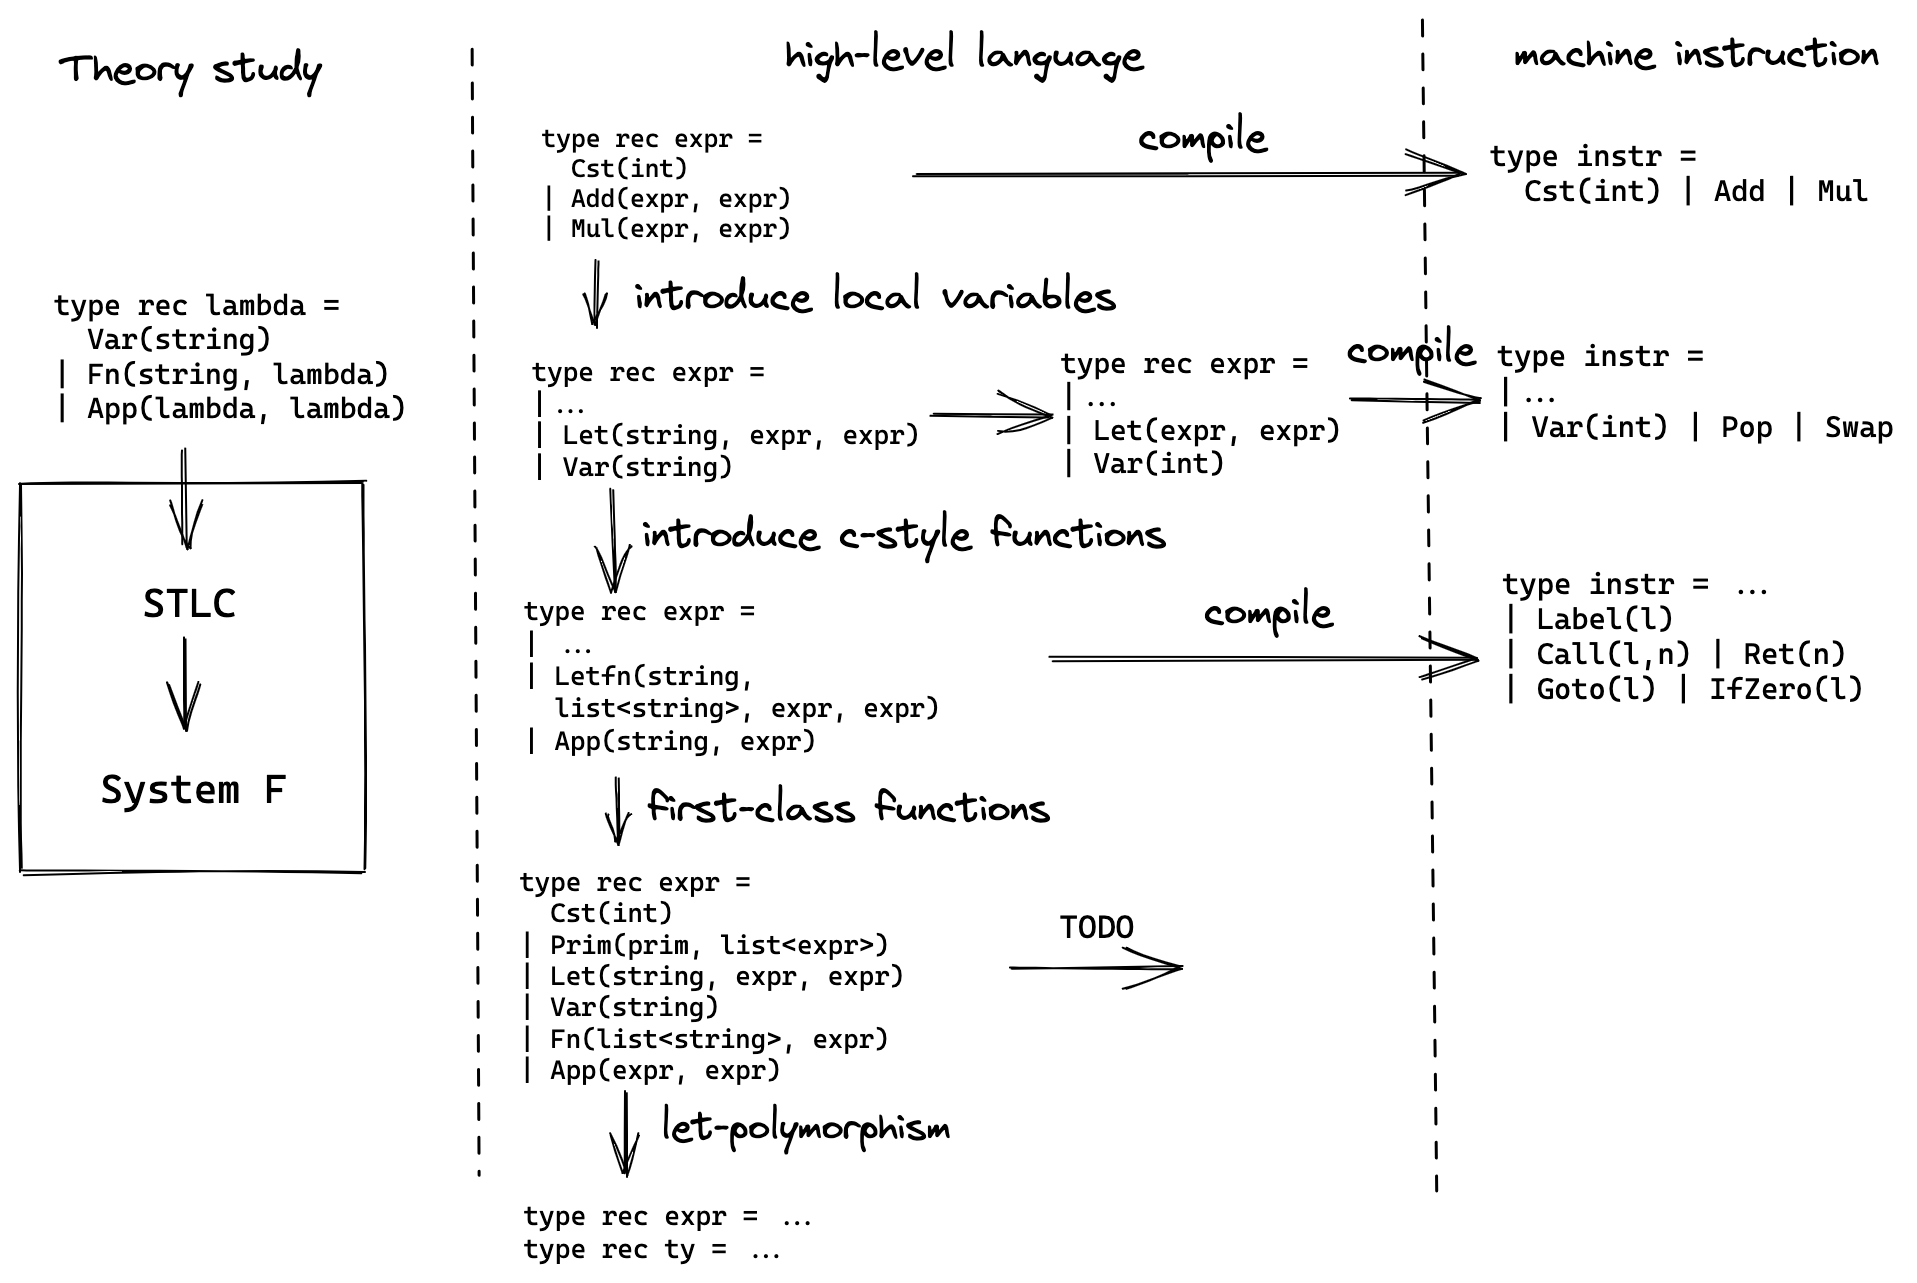 Theory study
type rec lambda =
Var(string)
| Fn(string, lambda)
| App(lambda, lambda)
STLC
System F
high-level language
type rec expr =
Cst(int)
| Add(expr, expr)
| Mul(expr, expr)
compile
introduce local variables
type rec expr =
| ...
| Let(string, expr, expr)
| Var(string)
type rec expr =
| ...
| Let(expr, expr)
| Var(int)
compile
introduce c-style functions
type rec expr =
| ...
| Letfn(string,
list<string>, expr, expr)
| App(string, expr)
compile
first-class functions
type rec expr =
Cst(int)
| Prim(prim, list<expr>)
| Let(string, expr, expr)
| Var(string)
| Fn(list<string>, expr)
| App(expr, expr)
TODO
let-polymorphism
type rec expr = ...
type rec ty = ...
machine instruction
type instr =
Cst(int) | Add | Mul
type instr =
| ...
| Var(int) | Pop | Swap
type instr = ...
| Label(l)
| Call(l,n) | Ret(n)
| Goto(l) | IfZero(l)